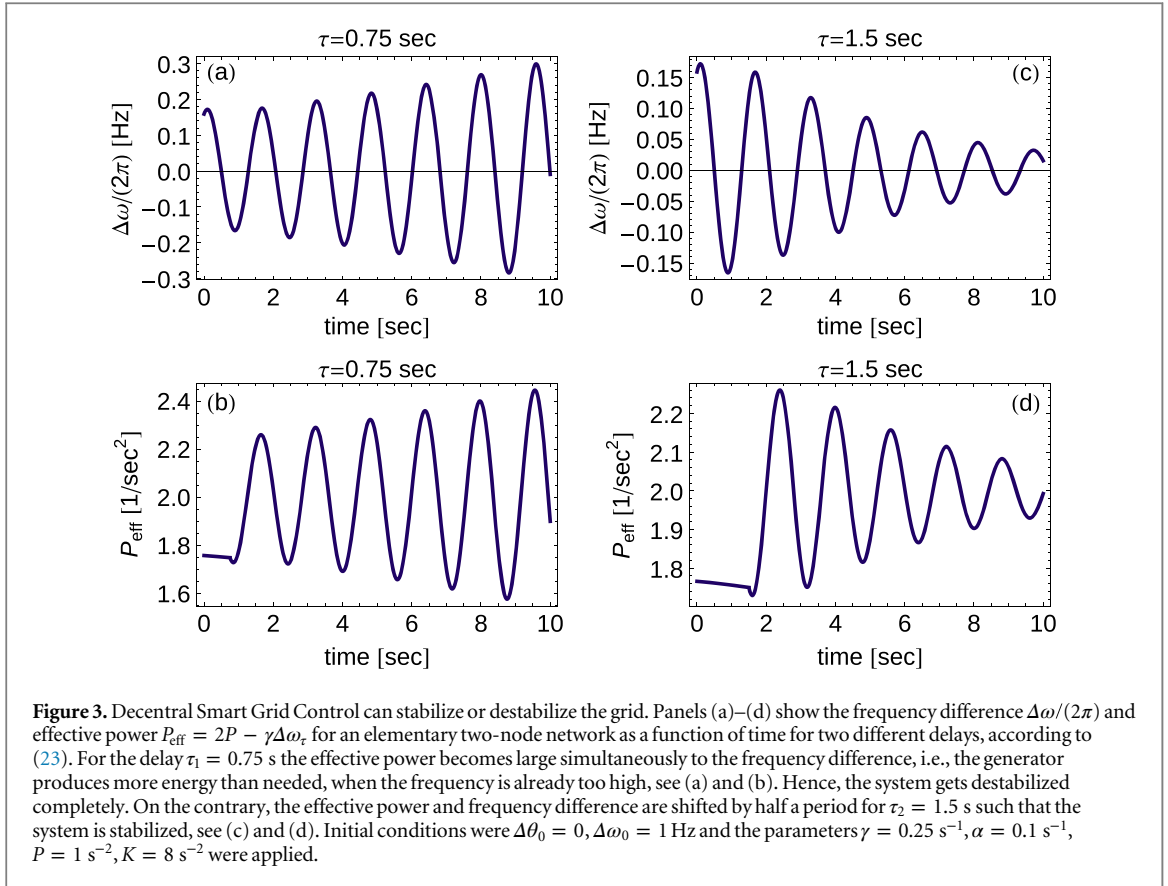 τ=0.75 sec
(a)
Δω/(2π) [Hz]
0.3
0.2
0.1
0.0
−0.1
−0.2
−0.3
0 2 4 6 8 10
time [sec]
τ=1.5 sec
(c)
Δω/(2π) [Hz]
0.15
0.10
0.05
0.00
−0.05
−0.10
−0.15
0 2 4 6 8 10
time [sec]
τ=0.75 sec
(b)
P_eff [1/sec²]
2.4
2.2
2.0
1.8
1.6
0 2 4 6 8 10
time [sec]
τ=1.5 sec
(d)
P_eff [1/sec²]
2.2
2.1
2.0
1.9
1.8
0 2 4 6 8 10
time [sec]
Figure 3. Decentral Smart Grid Control can stabilize or destabilize the grid. Panels (a)–(d) show the frequency difference Δω/(2π) and
effective power P_eff = 2P − γΔω_τ for an elementary two-node network as a function of time for two different delays, according to
(23). For the delay τ₁ = 0.75 s the effective power becomes large simultaneously to the frequency difference, i.e., the generator
produces more energy than needed, when the frequency is already too high, see (a) and (b). Hence, the system gets destabilized
completely. On the contrary, the effective power and frequency difference are shifted by half a period for τ₂ = 1.5 s such that the
system is stabilized, see (c) and (d). Initial conditions were Δθ₀ = 0, Δω₀ = 1 Hz and the parameters γ = 0.25 s⁻¹, α = 0.1 s⁻¹,
P = 1 s⁻², K = 8 s⁻² were applied.